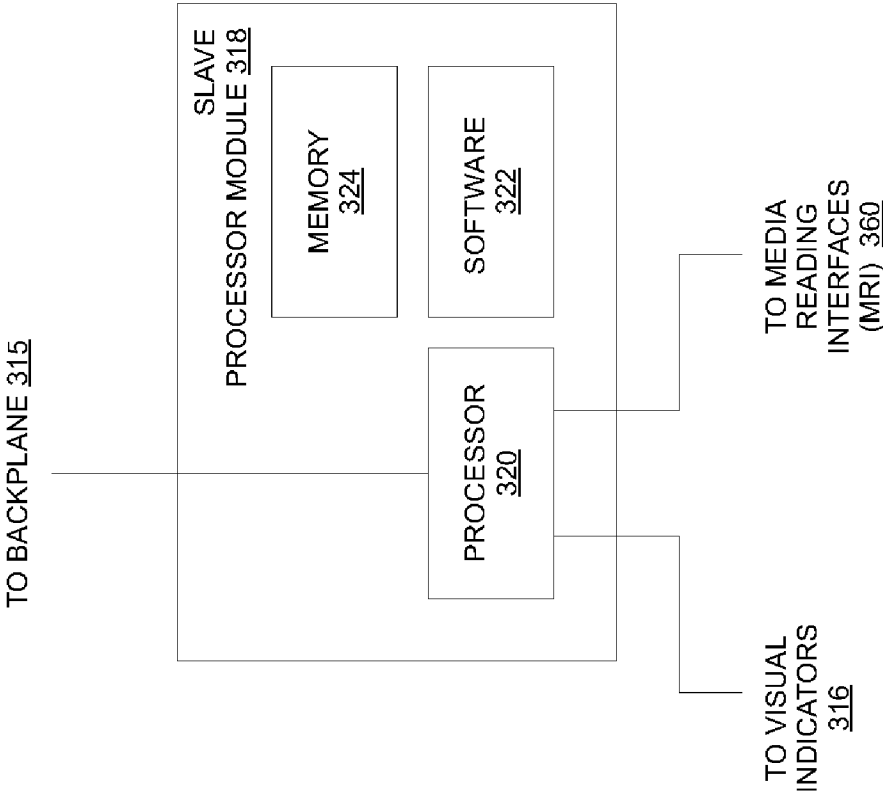 TO BACKPLANE 315
SLAVE
PROCESSOR MODULE 318
MEMORY
324
SOFTWARE
322
PROCESSOR
320
TO VISUAL
INDICATORS
316
TO MEDIA
READING
INTERFACES
(MRI) 360